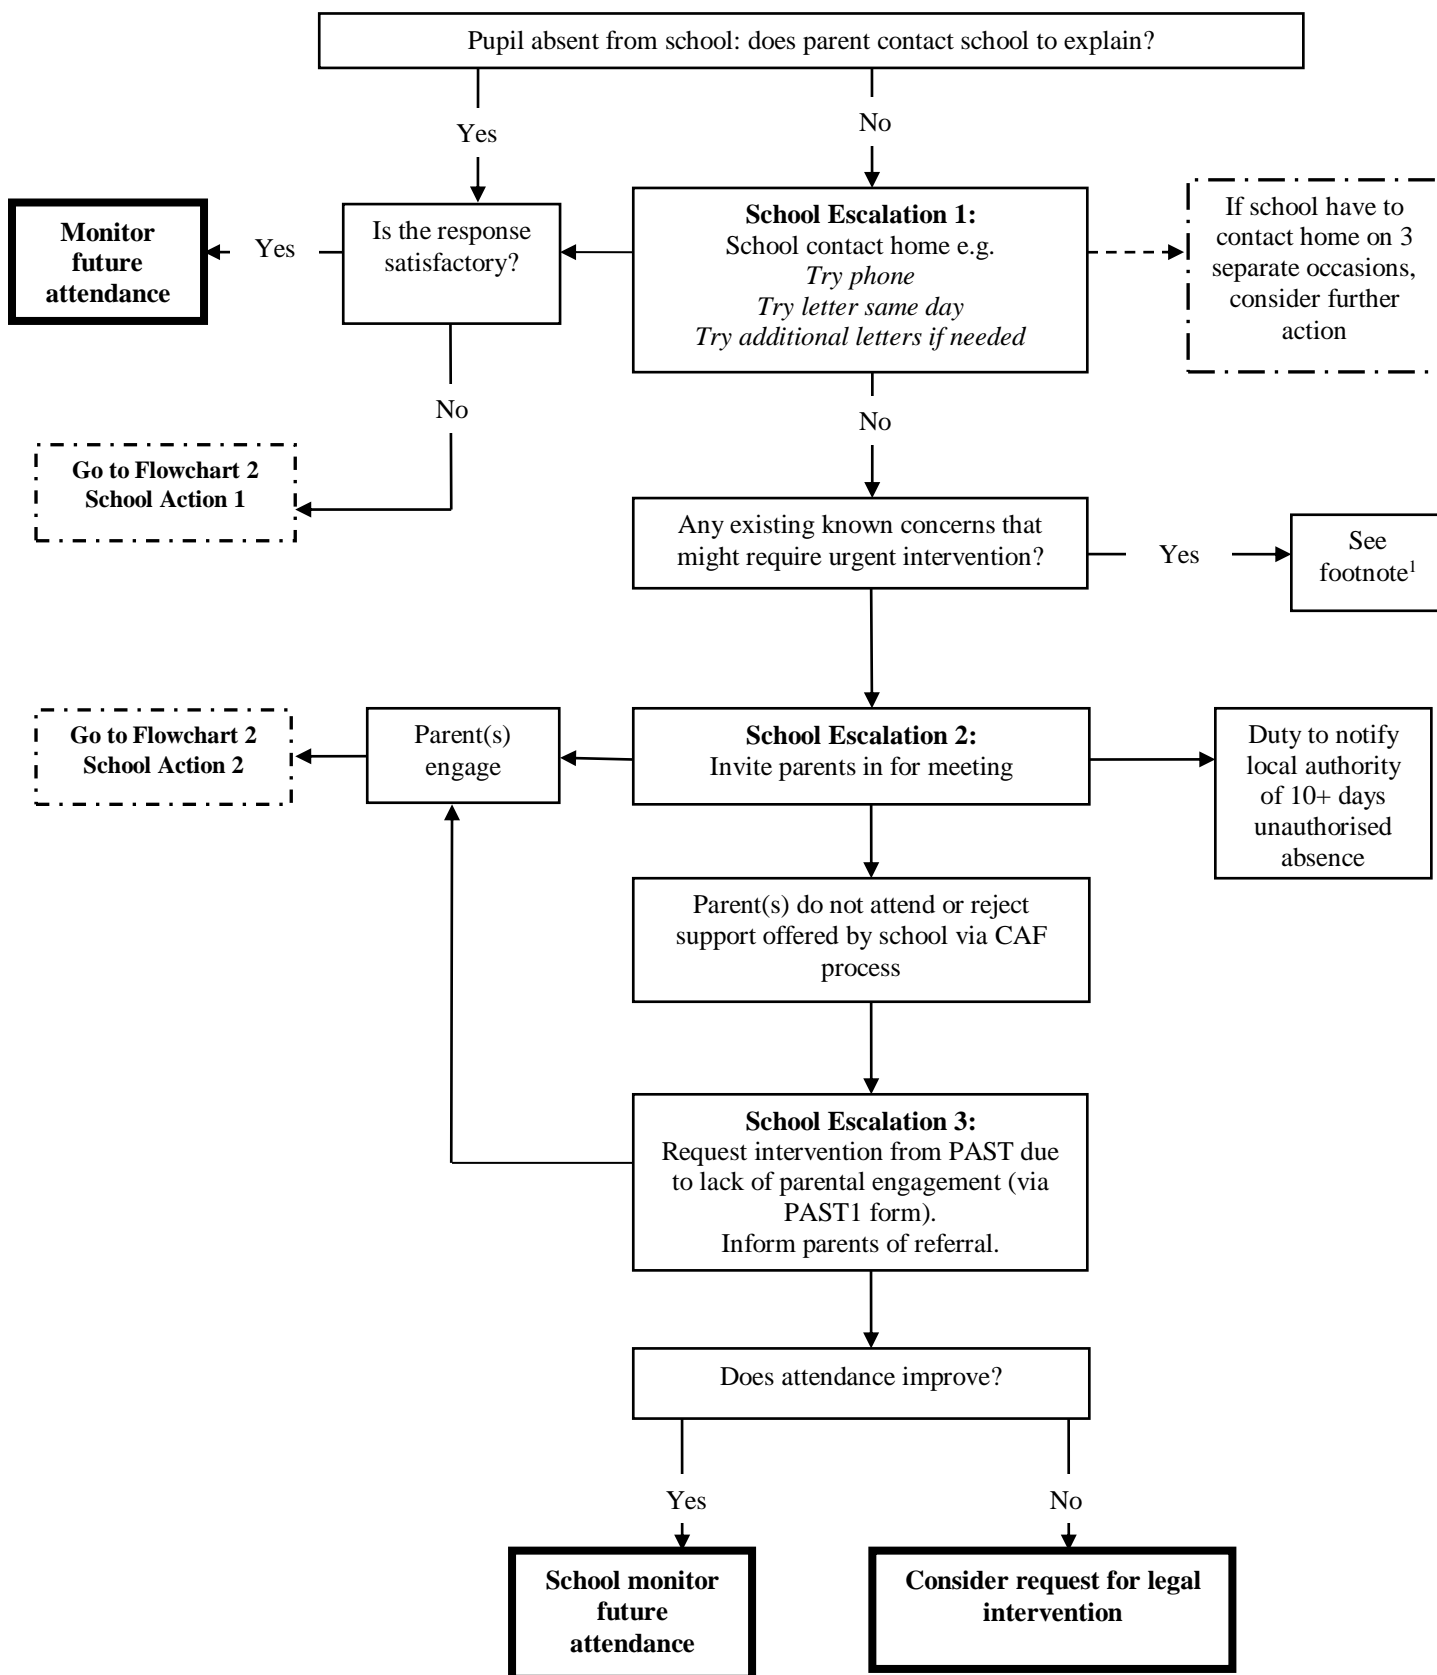 Pupil absent from school: does parent contact school to explain?
Yes
No
Monitor
future
attendance
Yes
Is the response
satisfactory?
School Escalation 1:
School contact home e.g.
Try phone
Try letter same day
Try additional letters if needed
If school have to
contact home on 3
separate occasions,
consider further
action
No
No
Go to Flowchart 2
School Action 1
Any existing known concerns that
might require urgent intervention?
Yes
See
footnote¹
Go to Flowchart 2
School Action 2
Parent(s)
engage
School Escalation 2:
Invite parents in for meeting
Duty to notify
local authority
of 10+ days
unauthorised
absence
Parent(s) do not attend or reject
support offered by school via CAF
process
School Escalation 3:
Request intervention from PAST due
to lack of parental engagement (via
PAST1 form).
Inform parents of referral.
Does attendance improve?
Yes
No
School monitor
future
attendance
Consider request for legal
intervention